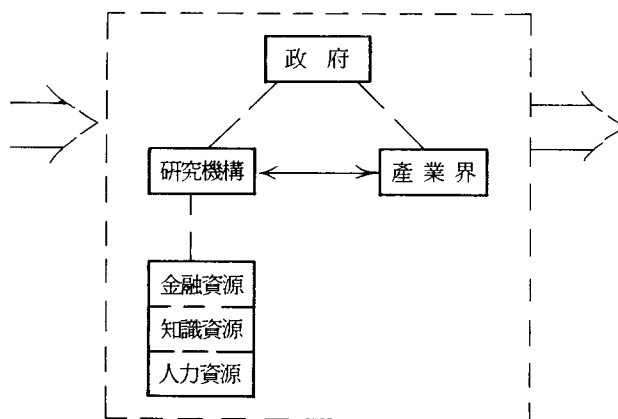 政府
研究機構
產業界
金融資源
知識資源
人力資源